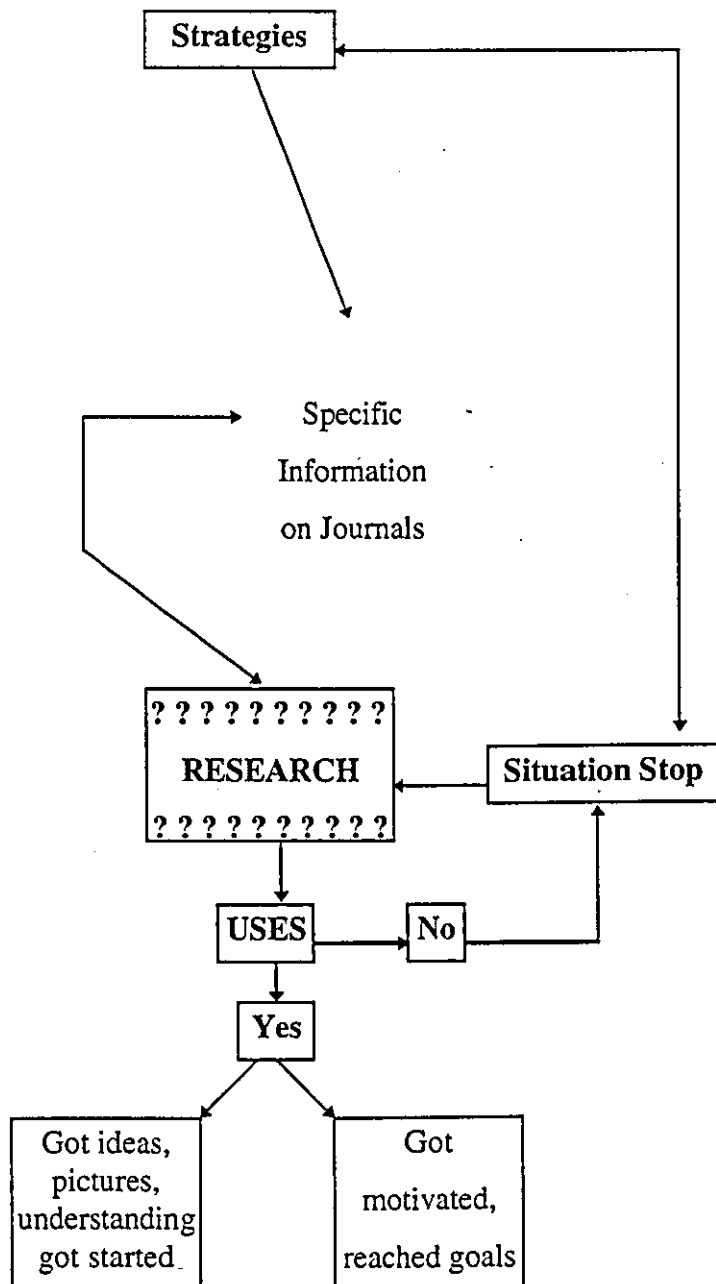 Strategies
Specific
Information
on Journals
? ? ? ? ? ? ? ? ? ?
RESEARCH
? ? ? ? ? ? ? ? ? ?
Situation Stop
USES
No
Yes
Got ideas,
pictures,
understanding
got started
Got
motivated,
reached goals